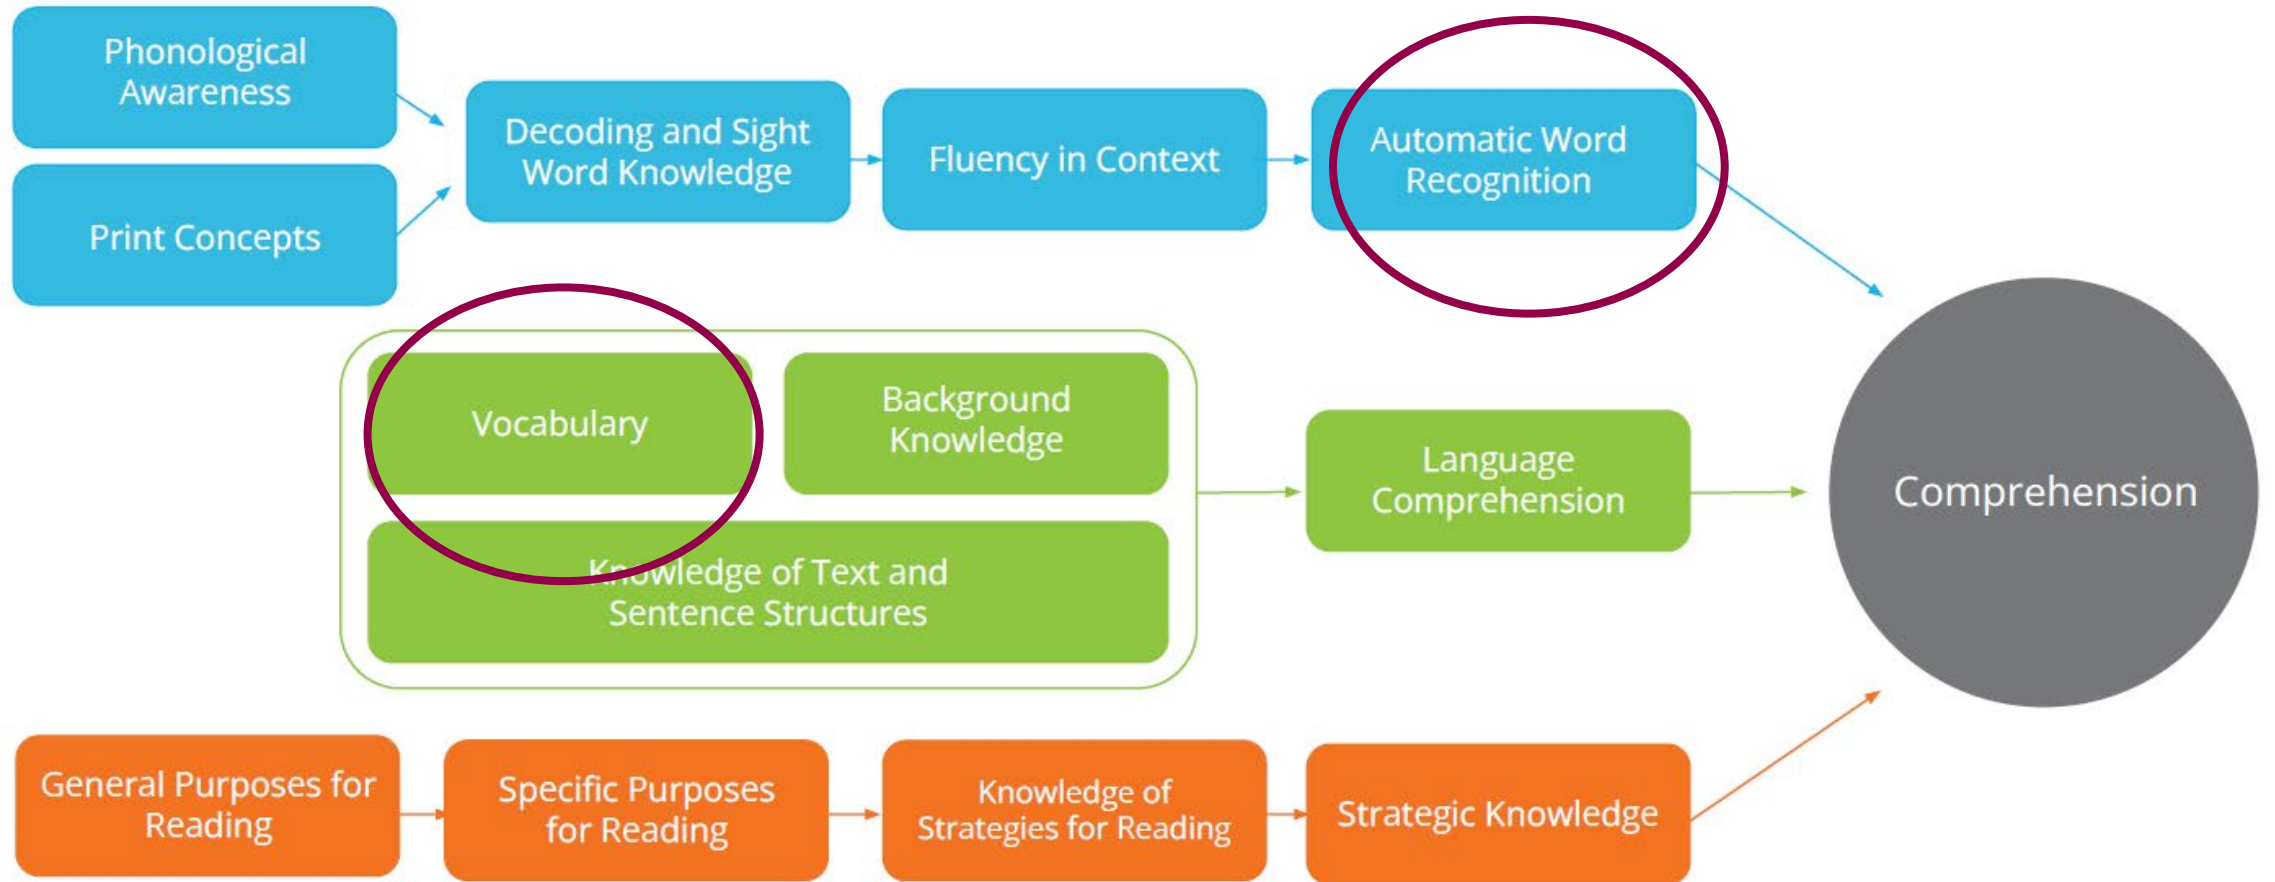 Phonological
Awareness
Print Concepts
Decoding and Sight
Word Knowledge
Fluency in Context
Automatic Word
Recognition
Vocabulary
Background
Knowledge
Knowledge of Text and
Sentence Structures
Language
Comprehension
Comprehension
General Purposes for
Reading
Specific Purposes
for Reading
Knowledge of
Strategies for Reading
Strategic Knowledge